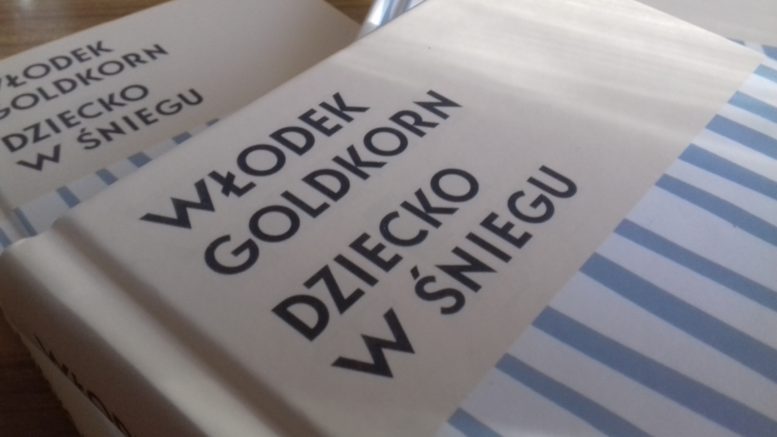 WŁODEK
GOLDKORN
DZIECKO
W ŚNIEGU
WŁODEK
GOLDKORN
DZIECKO
W ŚNIEGU